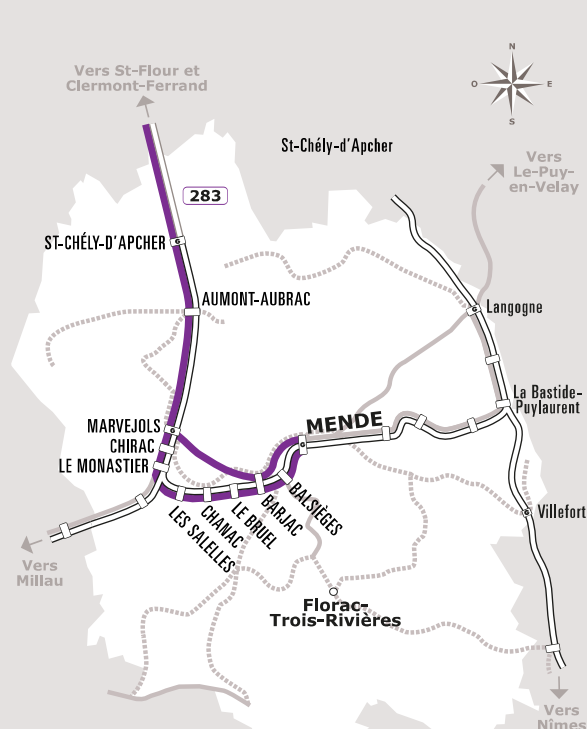 Vers St-Flour et
Clermont-Ferrand
N
O
E
S
St-Chély-d'Apcher
Vers
Le-Puy-
en-Velay
283
ST-CHÉLY-D'APCHER
AUMONT-AUBRAC
Langogne
La Bastide-
Puylaurent
MARVEJOLS
CHIRAC
LE MONASTIER
MENDE
BALSIÈGES
BARJAC
LE BRUEL
CHANAC
LES SALELLES
Villefort
Vers
Millau
Florac-
Trois-Rivières
Vers
Nîmes